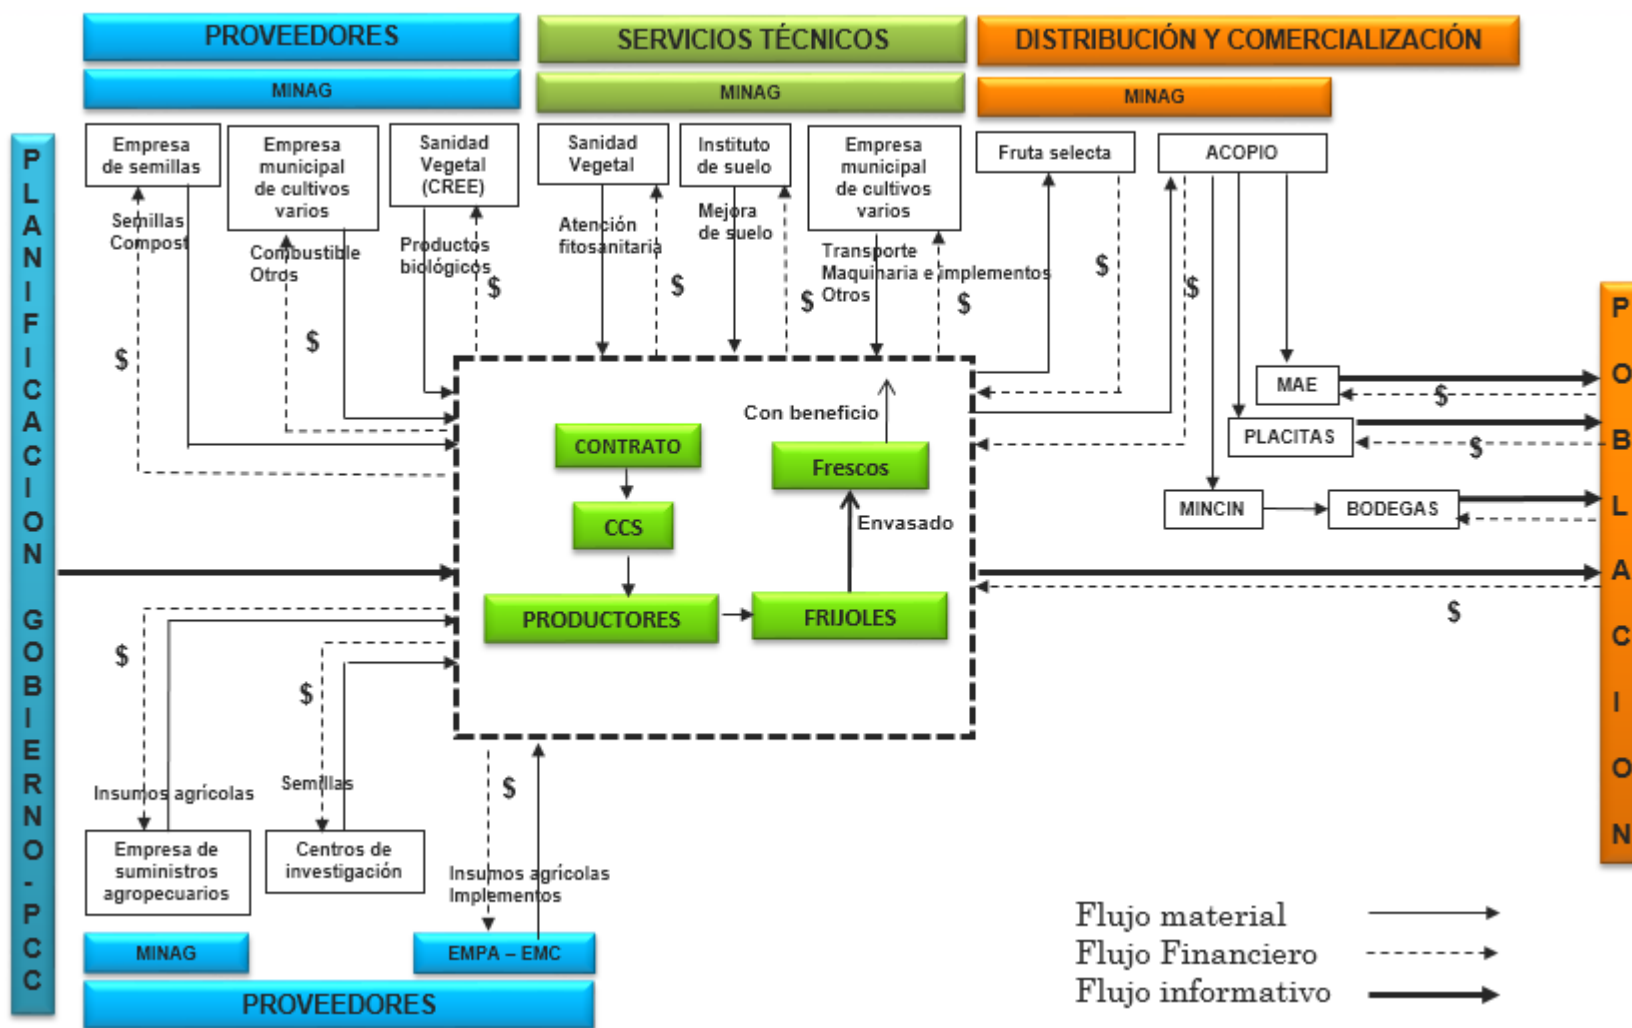 PROVEEDORES
SERVICIOS TÉCNICOS
DISTRIBUCIÓN Y COMERCIALIZACIÓN
MINAG
MINAG
MINAG
PLANIFICACION GOBIERNO-PCC
Empresa
de semillas
Empresa
municipal
de cultivos
varios
Sanidad
Vegetal
(CREE)
Sanidad
Vegetal
Instituto
de suelo
Empresa
municipal
de cultivos
varios
Fruta selecta
ACOPIO
Semillas
Compost
Combustible
Otros
Productos
biológicos
Atención
fitosanitaria
Mejora
de suelo
Transporte
Maquinaria e implementos
Otros
$
$
$
$
$
$
$
$
POBLACION
MAE
$
PLACITAS
$
MINCIN
BODEGAS
Con beneficio
CONTRATO
Frescos
CCS
Envasado
PRODUCTORES
FRIJOLES
$
$
$
$
Insumos agrícolas
Semillas
Empresa de
suministros
agropecuarios
Centros de
investigación
Insumos agrícolas
Implementos
MINAG
EMPA – EMC
PROVEEDORES
Flujo material
Flujo Financiero
Flujo informativo